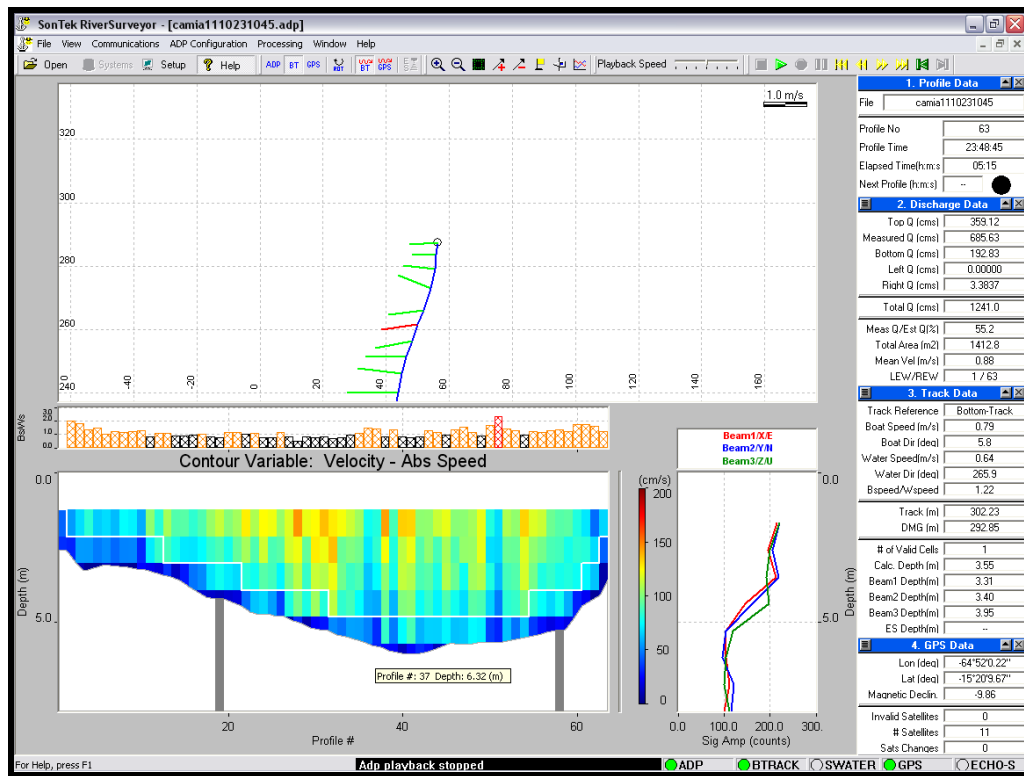 SonTek RiverSurveyor - [camia1110231045.adp]
File View Communications ADP Configuration Processing Window Help
Open Systems Setup Help ADP BT GPS BT GPS Playback Speed
1.0 m/s
320
300
280
260
240
-60 -40 -20 0 20 40 60 80 100 120 140 160
Bs/Ws
3.0
2.0
1.0
0.0
Contour Variable: Velocity - Abs Speed
0.0
5.0
Depth (m)
Profile #: 37 Depth: 6.32 (m)
20 40 60
Profile #
(cm/s)
200
150
100
50
0
Beam1/X/E
Beam2/Y/N
Beam3/Z/U
0.0
5.0
Depth (m)
0.0 100.0 200.0 300.
Sig Amp (counts)
1. Profile Data
File camia1110231045
Profile No 63
Profile Time 23:48:45
Elapsed Time(h:m:s 05:15
Next Profile (h:m:s) --
2. Discharge Data
Top Q (cms) 359.12
Measured Q (cms) 685.63
Bottom Q (cms) 192.83
Left Q (cms) 0.00000
Right Q (cms) 3.3837
Total Q (cms) 1241.0
Meas Q/Est Q(%) 55.2
Total Area (m2) 1412.8
Mean Vel (m/s) 0.88
LEW/REW 1 / 63
3. Track Data
Track Reference Bottom-Track
Boat Speed (m/s) 0.79
Boat Dir (deg) 5.8
Water Speed(m/s) 0.64
Water Dir (deg) 265.9
Bspeed/Wspeed 1.22
Track (m) 302.23
DMG (m) 292.85
# of Valid Cells 1
Calc. Depth (m) 3.55
Beam1 Depth(m) 3.31
Beam2 Depth(m) 3.40
Beam3 Depth(m) 3.95
ES Depth(m) --
4. GPS Data
Lon (deg) -64°52'0.22"
Lat (deg) -15°20'9.67"
Magnetic Declin. -9.86
Invalid Satellites 0
# Satellites 11
Sats Changes 0
For Help, press F1
Adp playback stopped
ADP BTRACK SWATER GPS ECHO-S